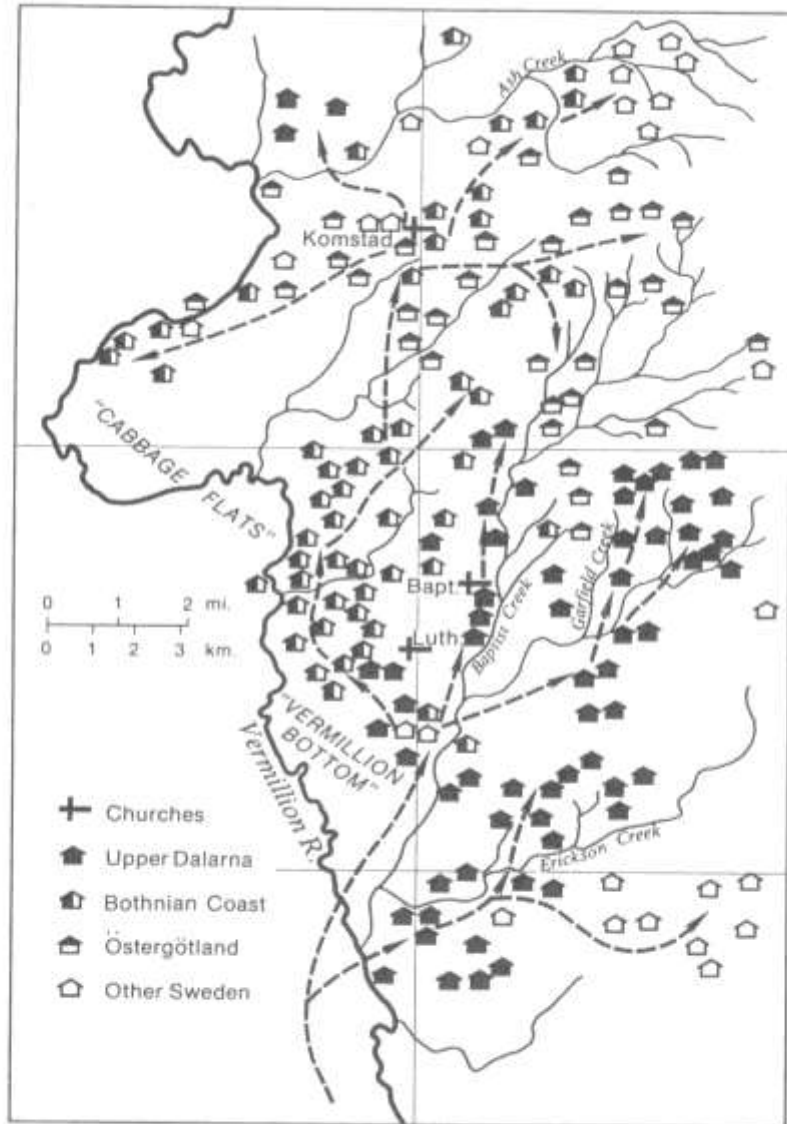 Ash Creek
Komstad
"CABBAGE FLATS"
Bapt.
Garfield Creek
0 1 2 mi.
0 1 2 3 km.
Luth.
Baptist Creek
"VERMILLION
BOTTOM"
Vermillion R.
Churches
Upper Dalarna
Erickson Creek
Bothnian Coast
Östergötland
Other Sweden